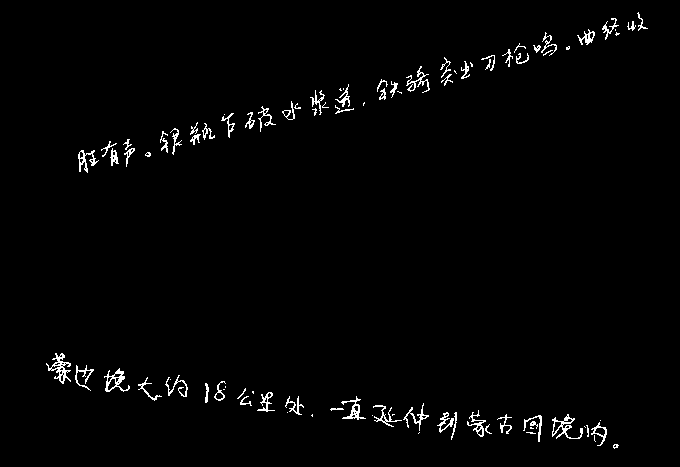 胜有声。银瓶乍破水浆迸，铁骑突出刀枪鸣。曲终收
蒙边境大约18公里处，一直延伸到蒙古国境内。